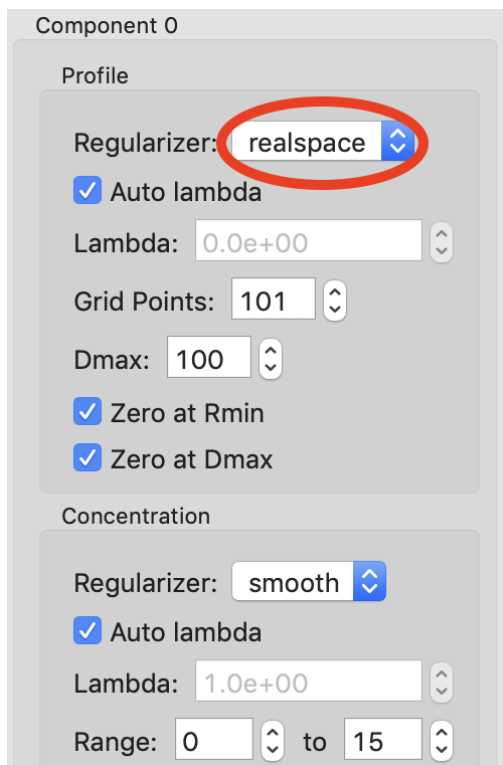 Component 0
Profile
Regularizer: realspace
Auto lambda
Lambda: 0.0e+00
Grid Points: 101
Dmax: 100
Zero at Rmin
Zero at Dmax
Concentration
Regularizer: smooth
Auto lambda
Lambda: 1.0e+00
Range: 0 to 15